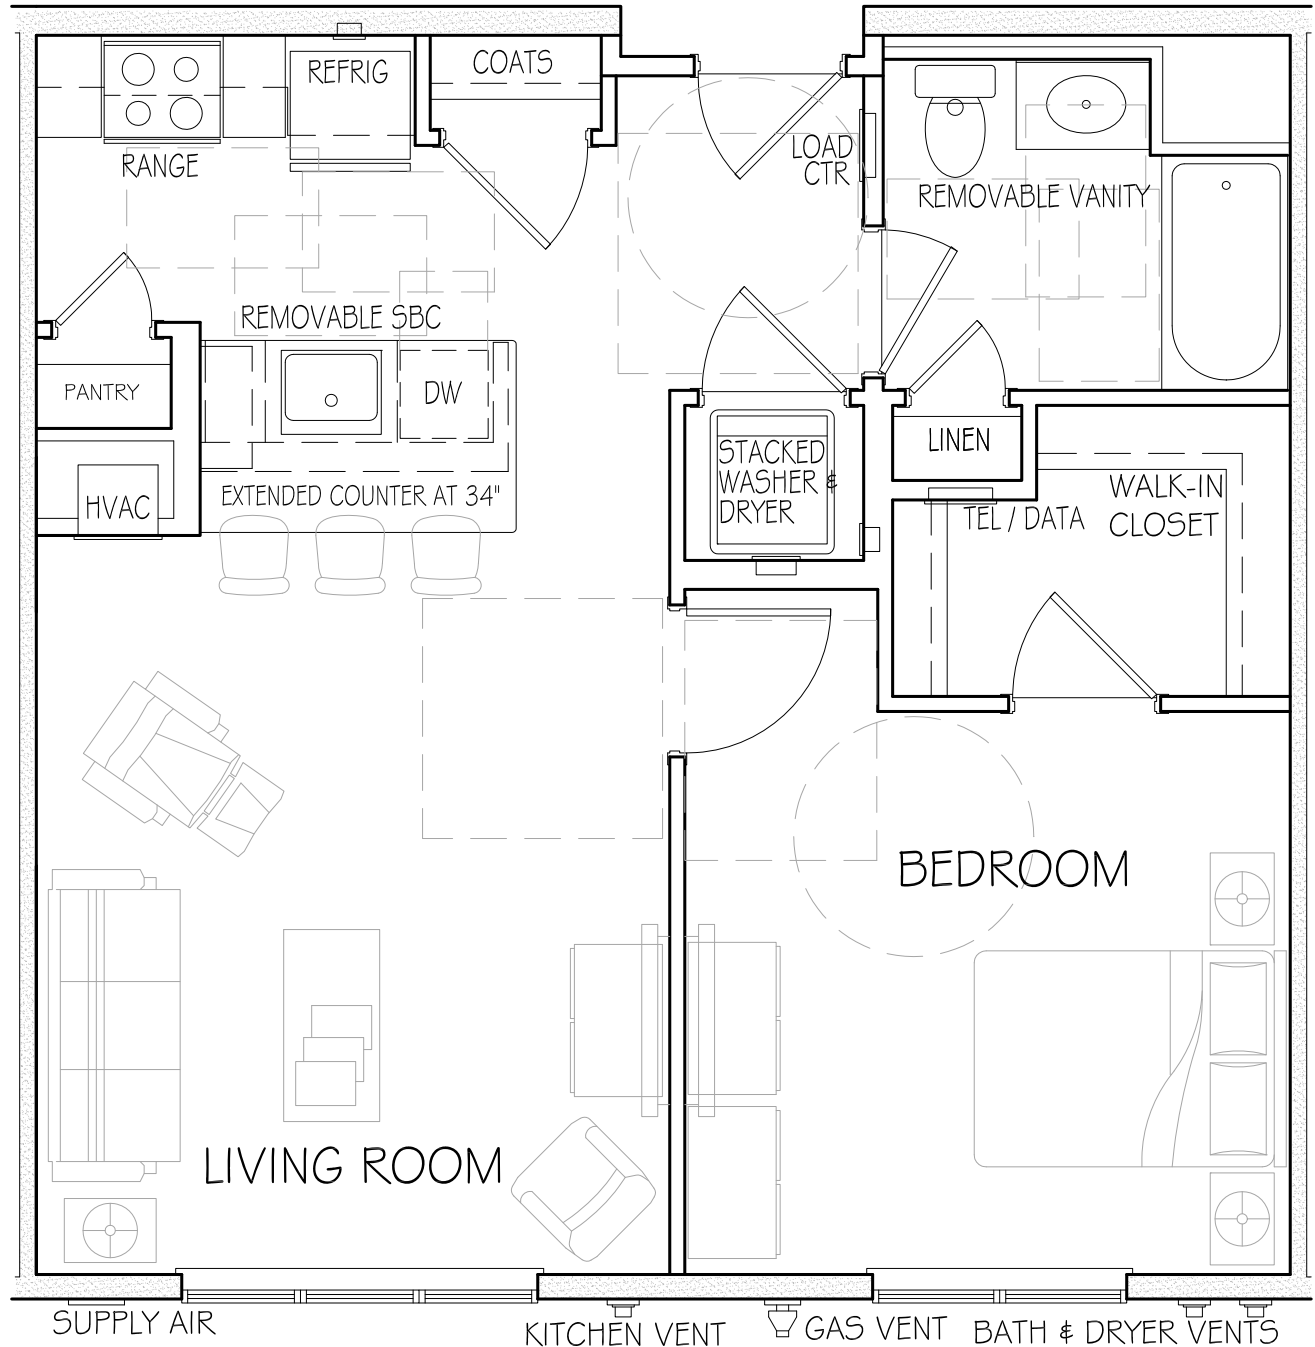 COATS
REFRIG
RANGE
LOAD
CTR
REMOVABLE VANITY
REMOVABLE SBC
PANTRY
DW
LINEN
STACKED
WASHER &
DRYER
HVAC
EXTENDED COUNTER AT 34"
WALK-IN
CLOSET
TEL / DATA
BEDROOM
LIVING ROOM
SUPPLY AIR
KITCHEN VENT
GAS VENT
BATH & DRYER VENTS